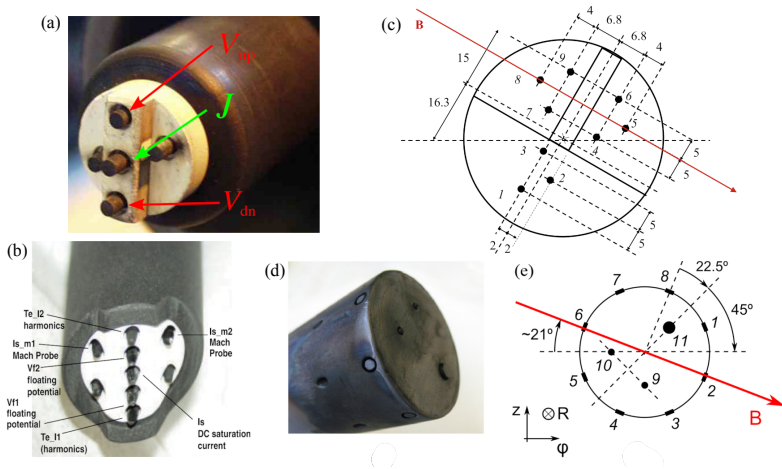 (a)
V up
J
V dn
(b)
Te_I2
harmonics
Is_m1
Mach Probe
Vf2
floating
potential
Vf1
floating
potential
Te_I1
(harmonics)
Is_m2
Mach
Probe
Is
DC saturation
current
(c)
B
4
6.8
6.8
4
15
16.3
9
8
7
6
5
4
3
2
1
5
5
5
5
2
2
(d)
(e)
22.5º
45º
~21º
7
8
6
1
11
10
9
5
2
4
3
B
z
R
φ